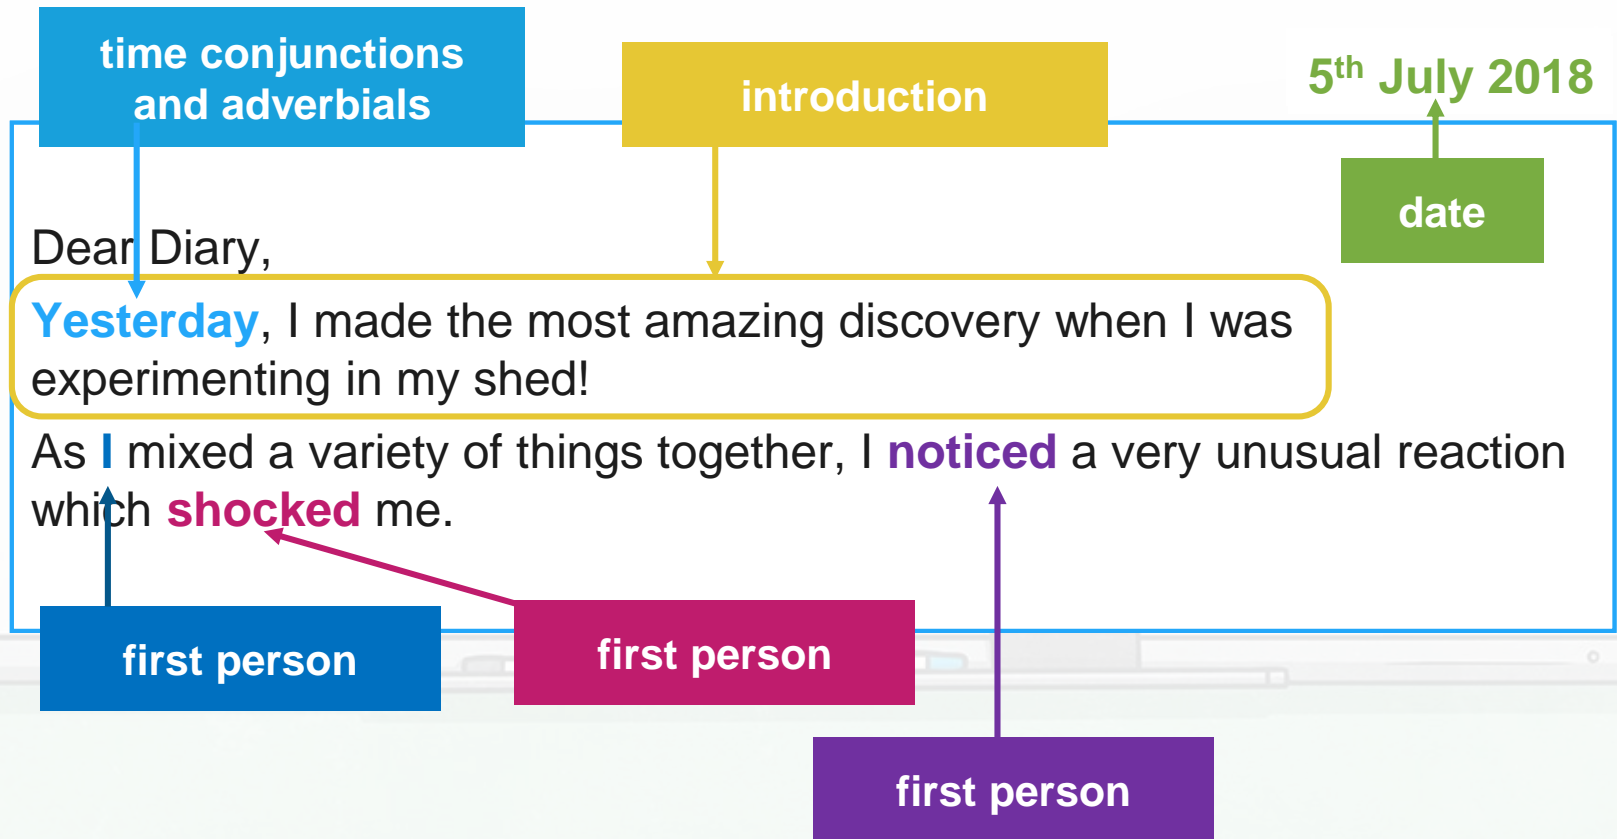 time conjunctions
and adverbials
introduction
5th July 2018
date
Dear Diary,
Yesterday, I made the most amazing discovery when I was
experimenting in my shed!
As I mixed a variety of things together, I noticed a very unusual reaction
which shocked me.
first person
first person
first person